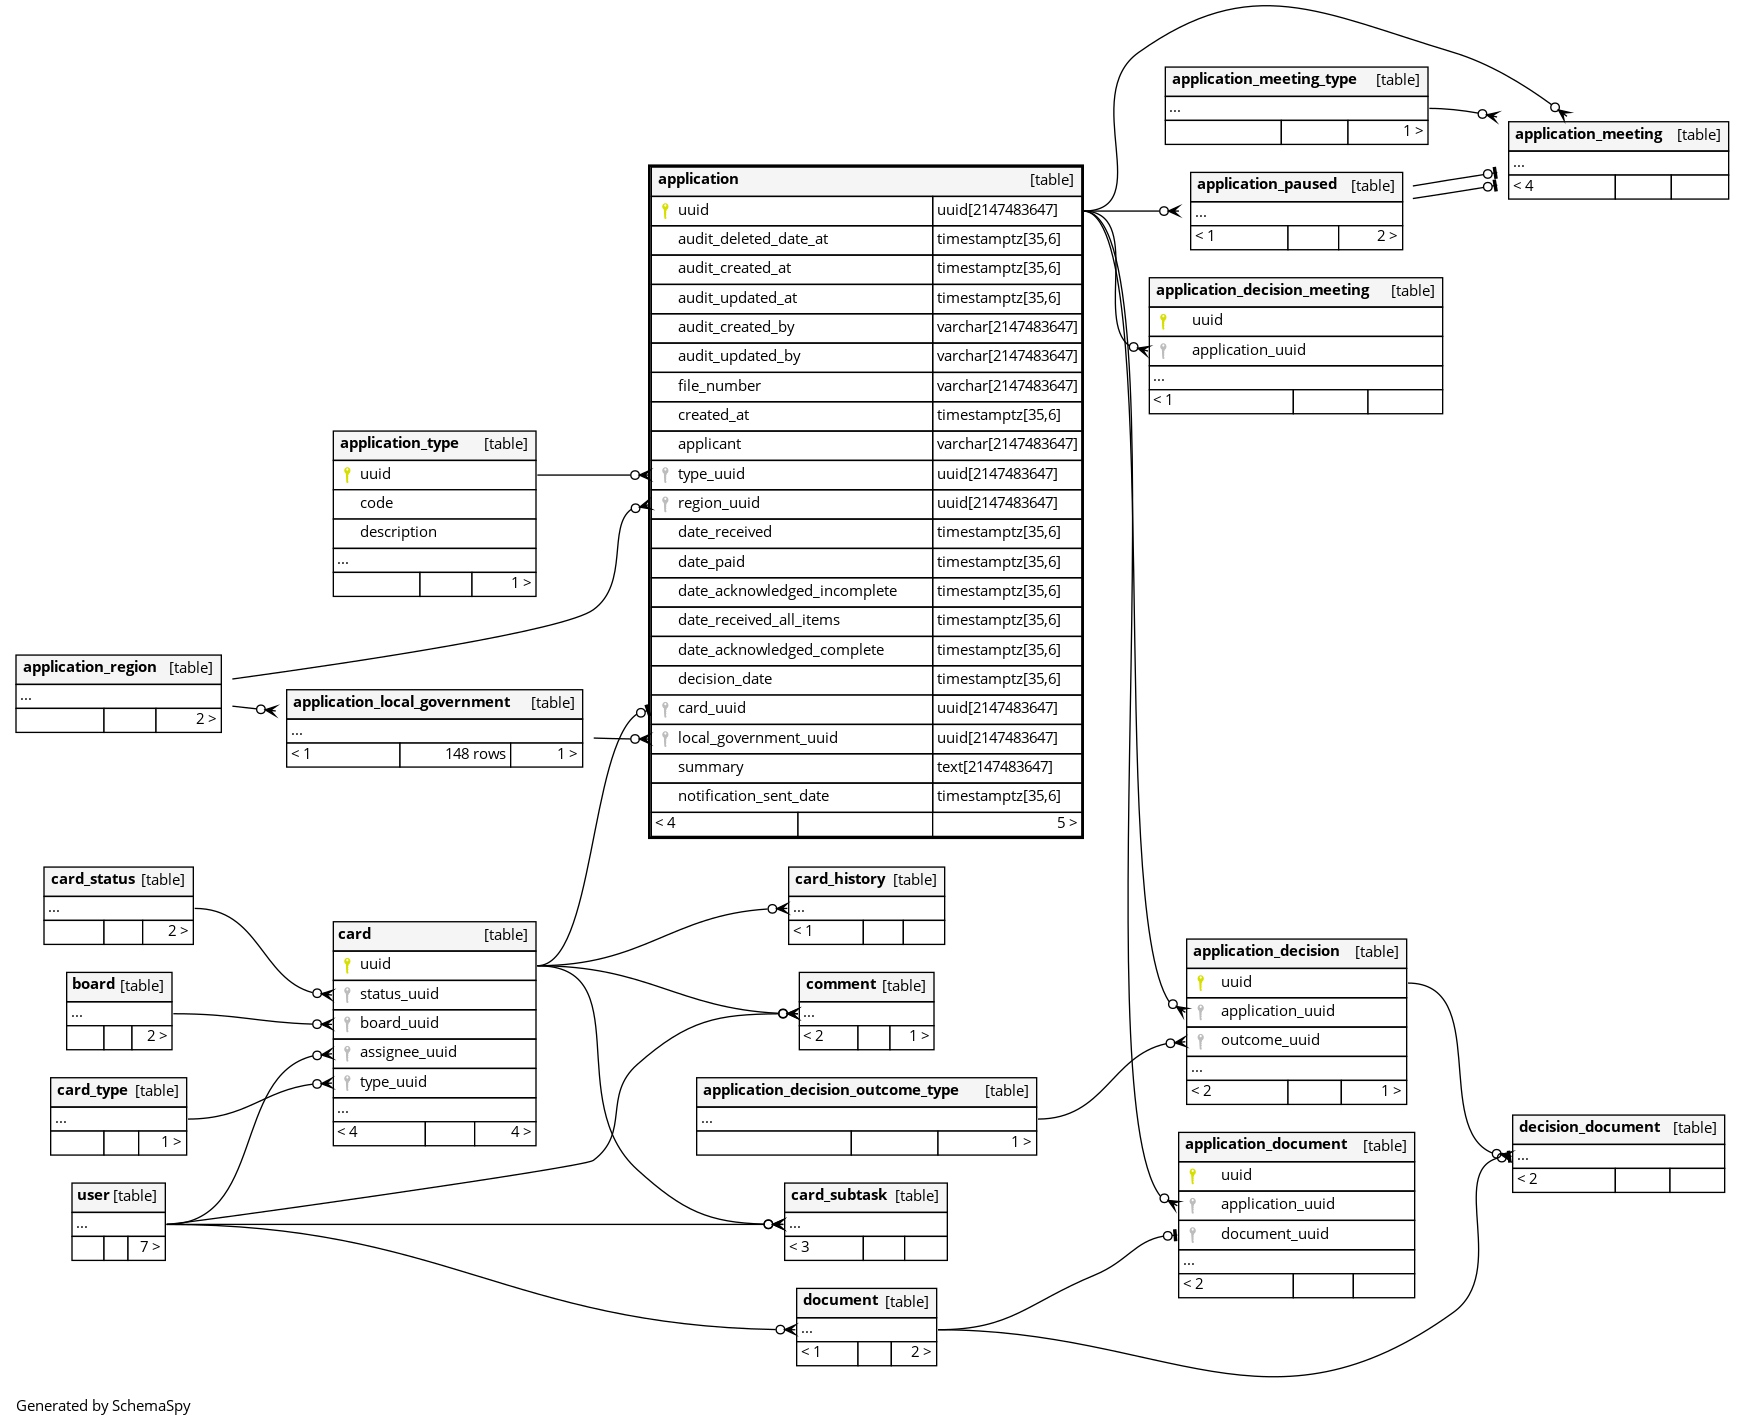 application_meeting_type [table]
...
1 >
application_meeting [table]
...
< 4
application_paused [table]
...
< 1 2 >
application [table]
uuid uuid[2147483647]
audit_deleted_date_at timestamptz[35,6]
audit_created_at timestamptz[35,6]
audit_updated_at timestamptz[35,6]
audit_created_by varchar[2147483647]
audit_updated_by varchar[2147483647]
file_number varchar[2147483647]
created_at timestamptz[35,6]
applicant varchar[2147483647]
type_uuid uuid[2147483647]
region_uuid uuid[2147483647]
date_received timestamptz[35,6]
date_paid timestamptz[35,6]
date_acknowledged_incomplete timestamptz[35,6]
date_received_all_items timestamptz[35,6]
date_acknowledged_complete timestamptz[35,6]
decision_date timestamptz[35,6]
card_uuid uuid[2147483647]
local_government_uuid uuid[2147483647]
summary text[2147483647]
notification_sent_date timestamptz[35,6]
< 4 5 >
application_decision_meeting [table]
uuid
application_uuid
...
< 1
application_type [table]
uuid
code
description
...
1 >
application_region [table]
...
2 >
application_local_government [table]
...
< 1 148 rows 1 >
card_status [table]
...
2 >
board [table]
...
2 >
card_type [table]
...
1 >
user [table]
...
7 >
card [table]
uuid
status_uuid
board_uuid
assignee_uuid
type_uuid
...
< 4 4 >
card_history [table]
...
< 1
comment [table]
...
< 2 1 >
application_decision_outcome_type [table]
...
1 >
card_subtask [table]
...
< 3
document [table]
...
< 1 2 >
application_decision [table]
uuid
application_uuid
outcome_uuid
...
< 2 1 >
application_document [table]
uuid
application_uuid
document_uuid
...
< 2
decision_document [table]
...
< 2
Generated by SchemaSpy